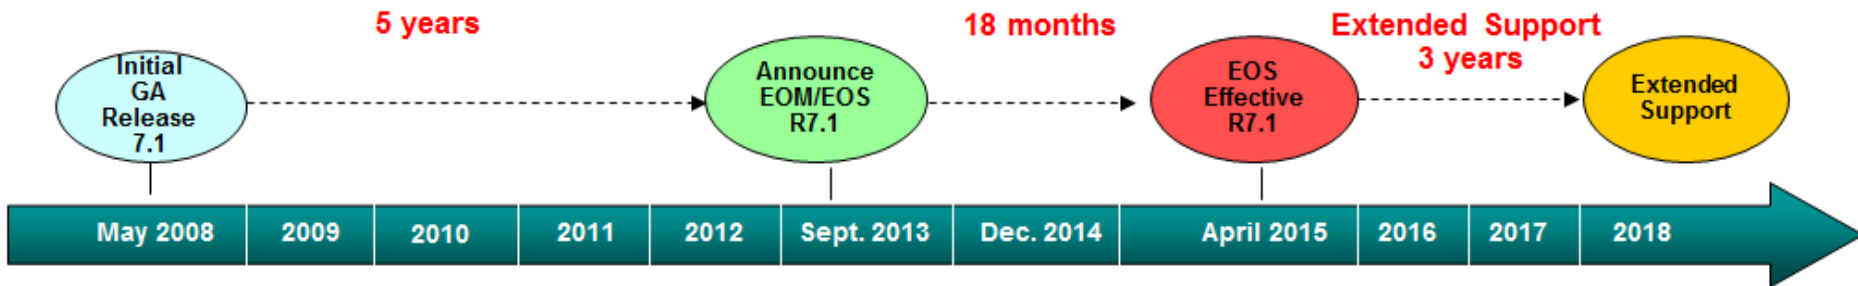 5 years
18 months
Extended Support
3 years
Initial
GA
Release
7.1
Announce
EOM/EOS
R7.1
EOS
Effective
R7.1
Extended
Support
May 2008
2009
2010
2011
2012
Sept. 2013
Dec. 2014
April 2015
2016
2017
2018